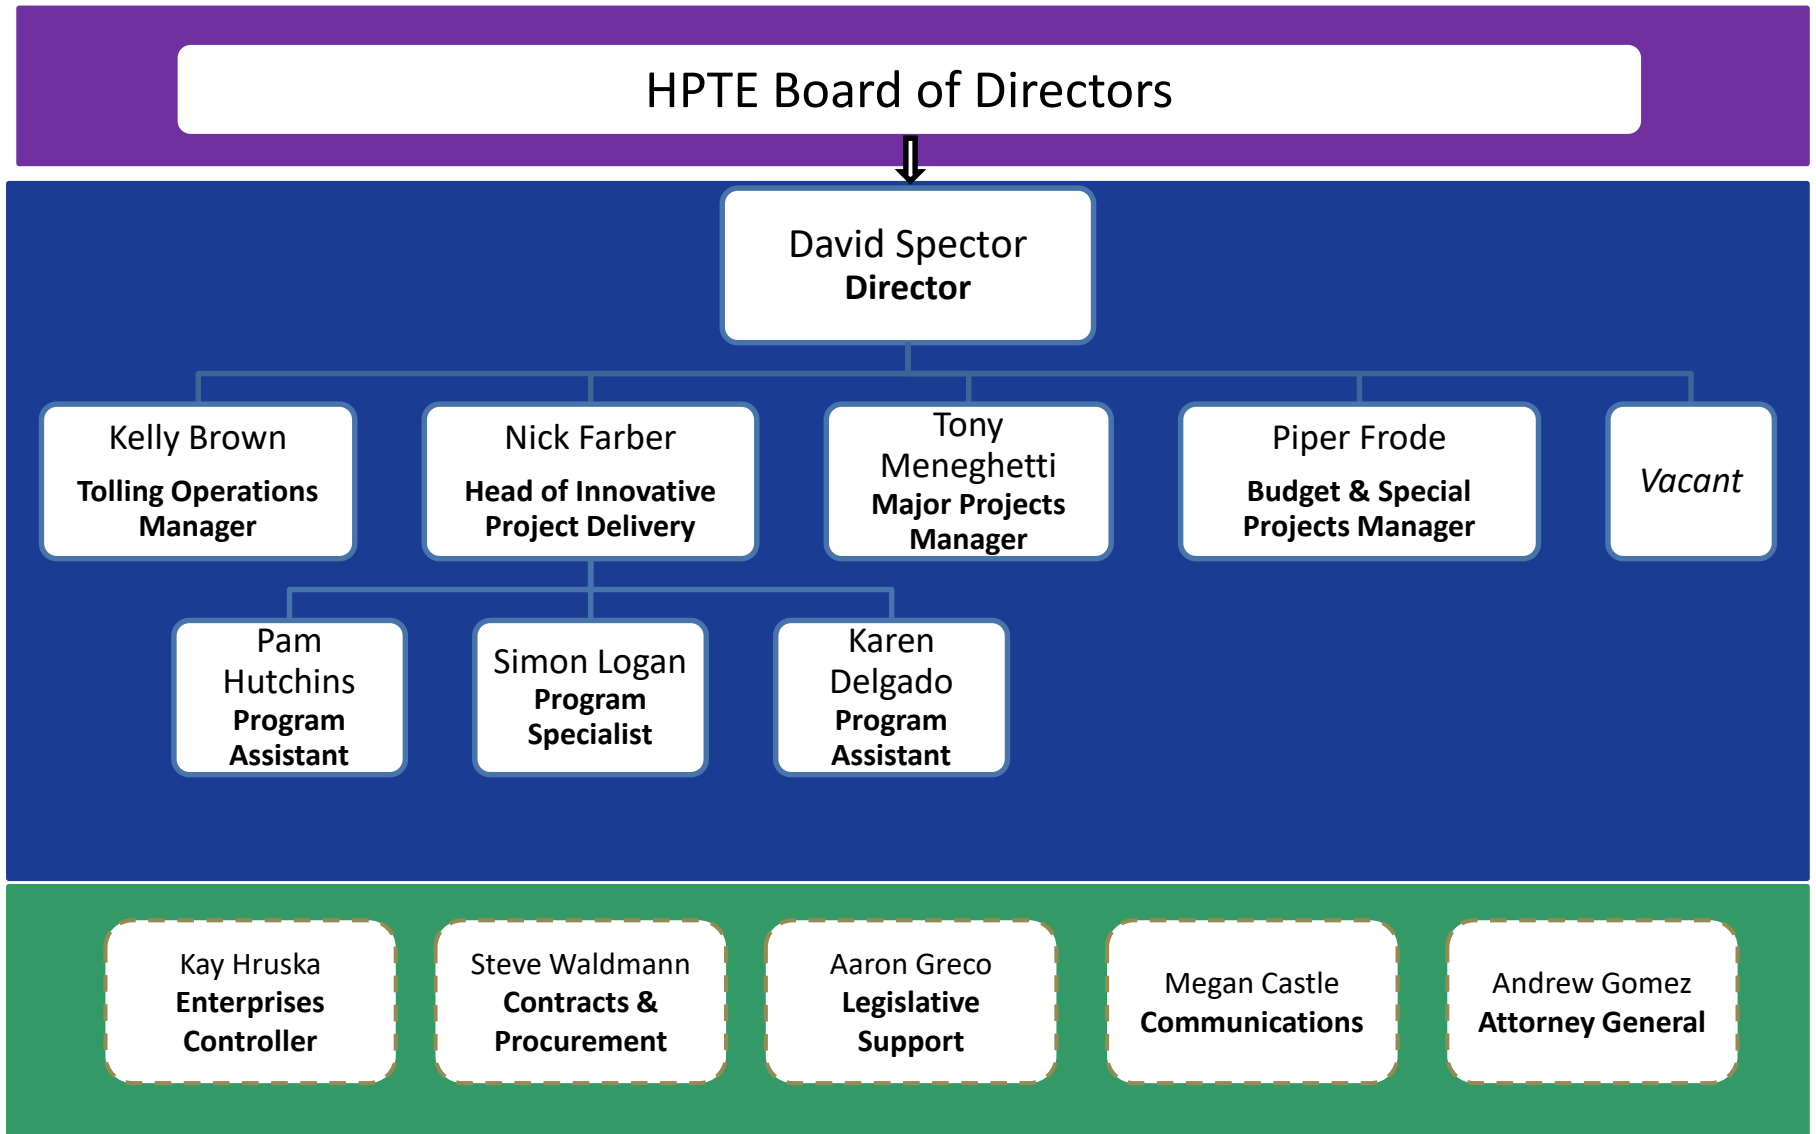 HPTE Board of Directors
David Spector
Director
Kelly Brown
Tolling Operations
Manager
Nick Farber
Head of Innovative
Project Delivery
Tony
Meneghetti
Major Projects
Manager
Piper Frode
Budget & Special
Projects Manager
Vacant
Pam
Hutchins
Program
Assistant
Simon Logan
Program
Specialist
Karen
Delgado
Program
Assistant
Kay Hruska
Enterprises
Controller
Steve Waldmann
Contracts &
Procurement
Aaron Greco
Legislative
Support
Megan Castle
Communications
Andrew Gomez
Attorney General